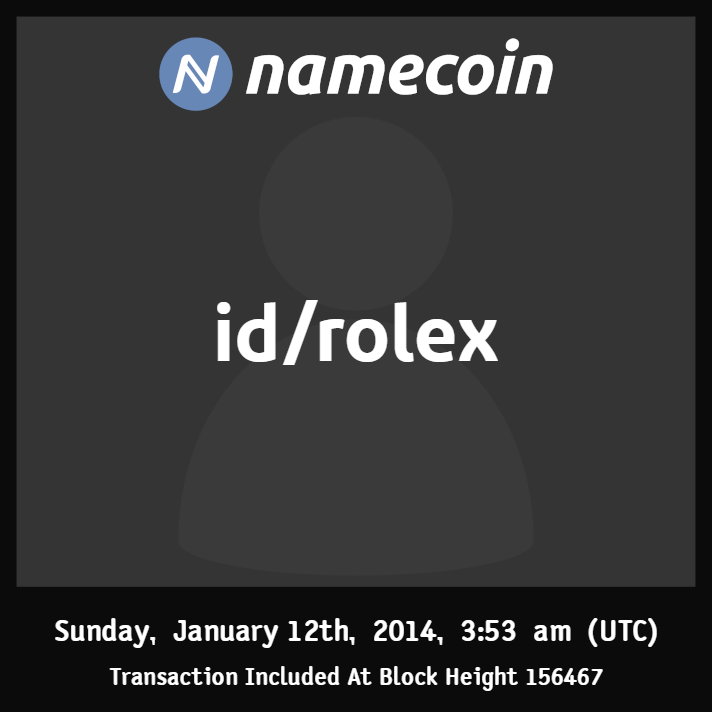 namecoin
id/rolex
Sunday, January 12th, 2014, 3:53 am (UTC)
Transaction Included At Block Height 156467